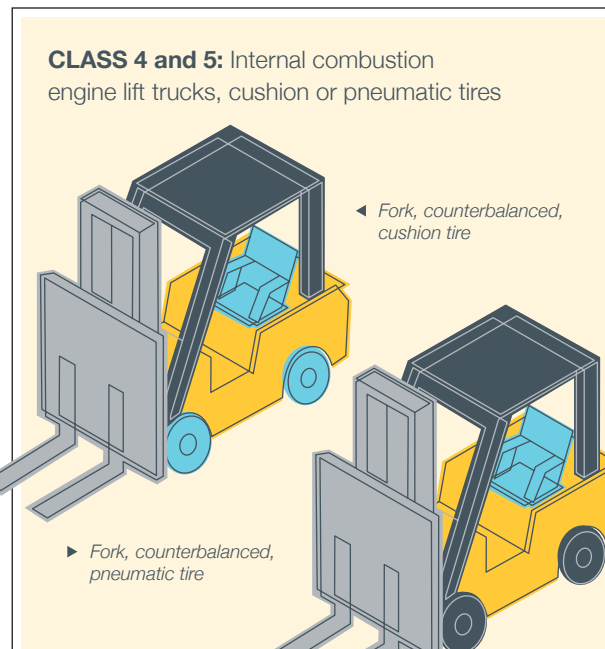 CLASS 4 and 5: Internal combustion
engine lift trucks, cushion or pneumatic tires
◄ Fork, counterbalanced,
cushion tire
► Fork, counterbalanced,
pneumatic tire